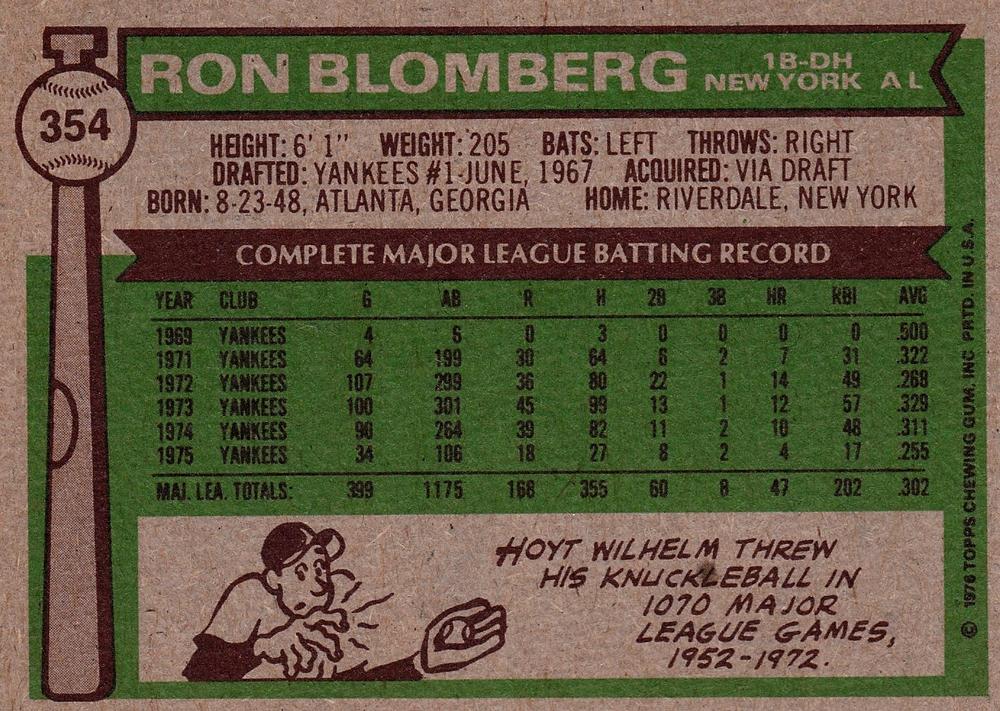 RON BLOMBERG 1B-DH
NEW YORK A L
354
HEIGHT: 6' 1" WEIGHT: 205 BATS: LEFT THROWS: RIGHT
DRAFTED: YANKEES #1-JUNE, 1967 ACQUIRED: VIA DRAFT
BORN: 8-23-48, ATLANTA, GEORGIA HOME: RIVERDALE, NEW YORK
COMPLETE MAJOR LEAGUE BATTING RECORD
YEAR CLUB G AB R H 2B 3B HR RBI AVG
1969 YANKEES 4 6 0 3 0 0 0 0 .500
1971 YANKEES 64 199 30 64 6 2 7 31 .322
1972 YANKEES 107 299 36 80 22 1 14 49 .268
1973 YANKEES 100 301 45 99 13 1 12 57 .329
1974 YANKEES 90 264 39 82 11 2 10 48 .311
1975 YANKEES 34 106 18 27 8 2 4 17 .255
MAJ. LEA. TOTALS: 399 1175 168 355 60 8 47 202 .302
HOYT WILHELM THREW
HIS KNUCKLEBALL IN
1070 MAJOR
LEAGUE GAMES,
1952-1972.
© 1976 TOPPS CHEWING GUM, INC PRTD. IN U.S.A.